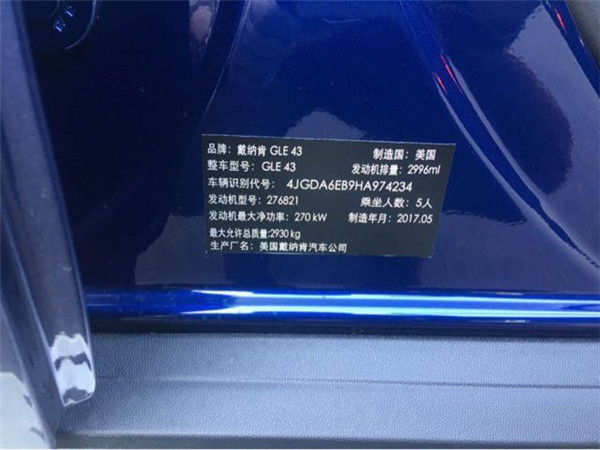 品牌：戴纳肯 GLE 43 制造国：美国
整车型号： GLE 43 发动机排量：2996ml
车辆识别代号： 4JGDA6EB9HA974234
发动机型号： 276821 乘坐人数：5人
发动机最大净功率：270 kW 制造年月：2017.05
最大允许总质量:2930 kg
生产厂名：美国戴纳肯汽车公司